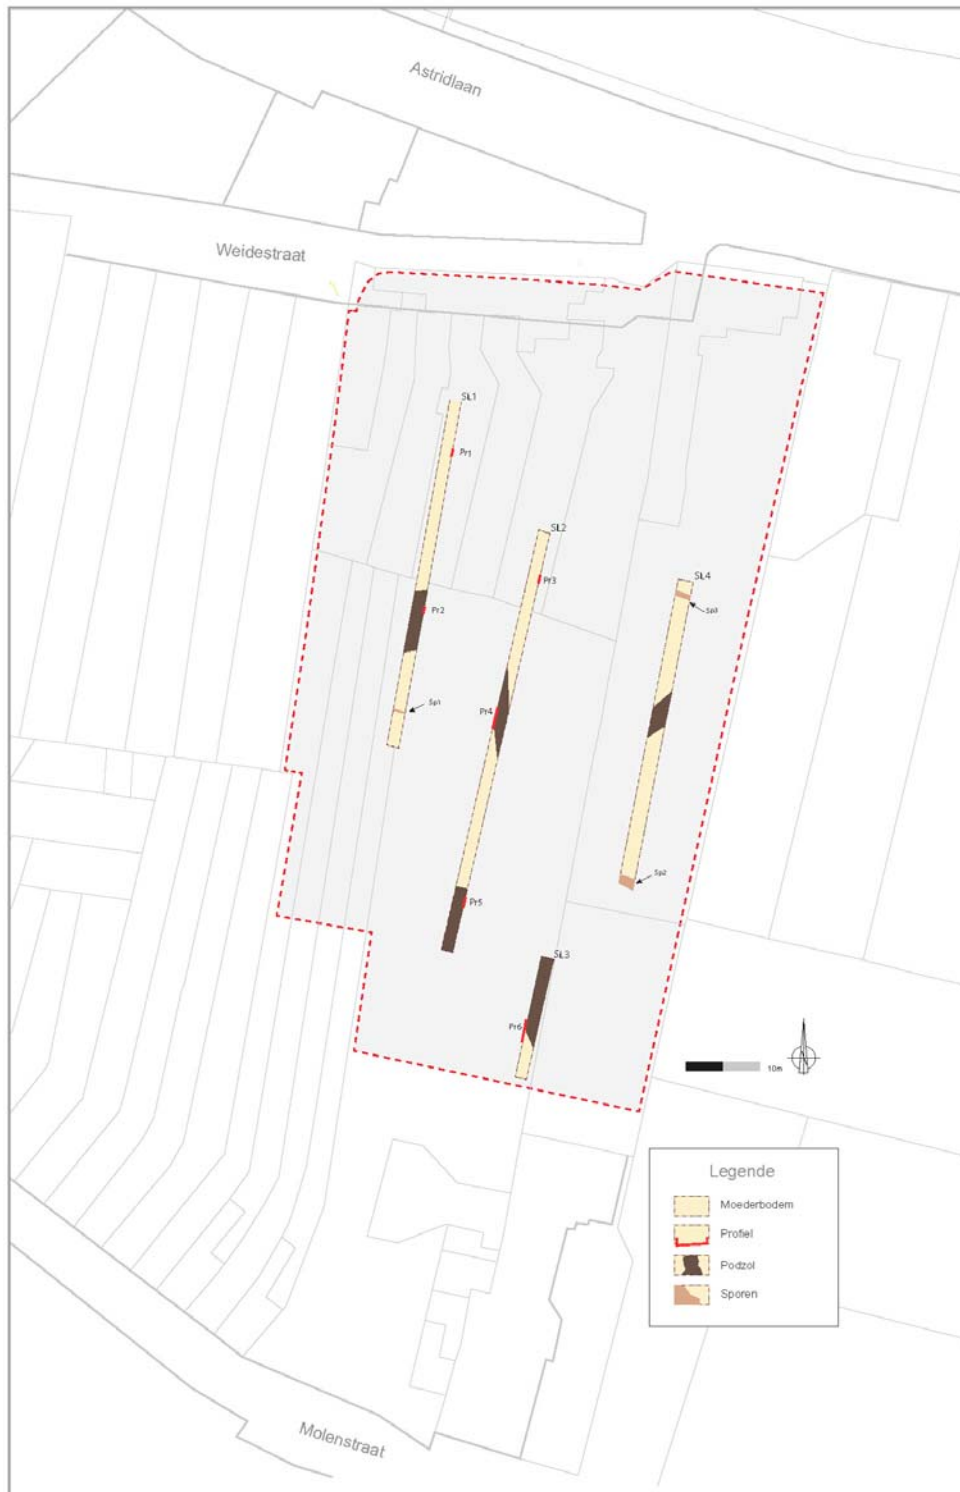 Astridlaan
Weidestraat
SL1
Pr1
SL2
Pr3
SL4
Sp3
Pr2
Sp1
Pr4
Sp2
Pr5
SL3
Pr6
10m
Legende
Moederbodem
Profiel
Podzol
Sporen
Molenstraat